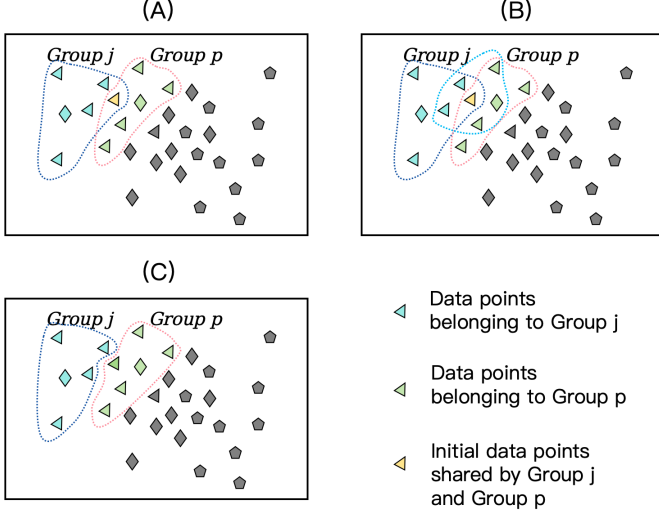 (A)
Group j Group p
(B)
Group j Group p
(C)
Group j Group p
Data points
belonging to Group j
Data points
belonging to Group p
Initial data points
shared by Group j
and Group p